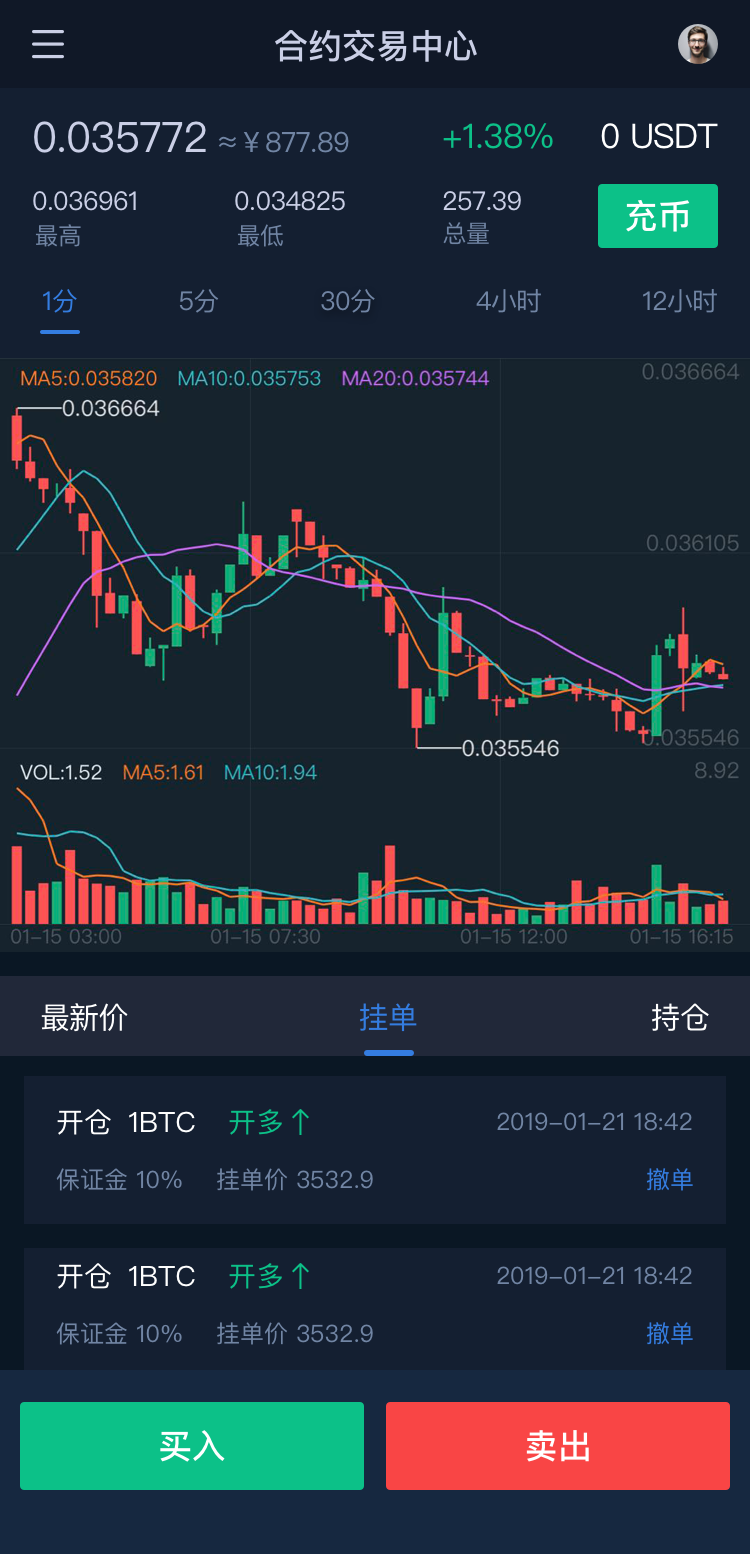 合约交易中心
0.035772 ≈¥877.89 +1.38% 0 USDT
0.036961 0.034825 257.39
最高 最低 总量 充币
1分 5分 30分 4小时 12小时
MA5:0.035820 MA10:0.035753 MA20:0.035744 0.036664
0.036664
0.036105
0.035546
0.035546
VOL:1.52 MA5:1.61 MA10:1.94 8.92
01-15 03:00 01-15 07:30 01-15 12:00 01-15 16:15
最新价 挂单 持仓
开仓 1BTC 开多↑ 2019-01-21 18:42
保证金 10% 挂单价 3532.9 撤单
开仓 1BTC 开多↑ 2019-01-21 18:42
保证金 10% 挂单价 3532.9 撤单
买入 卖出